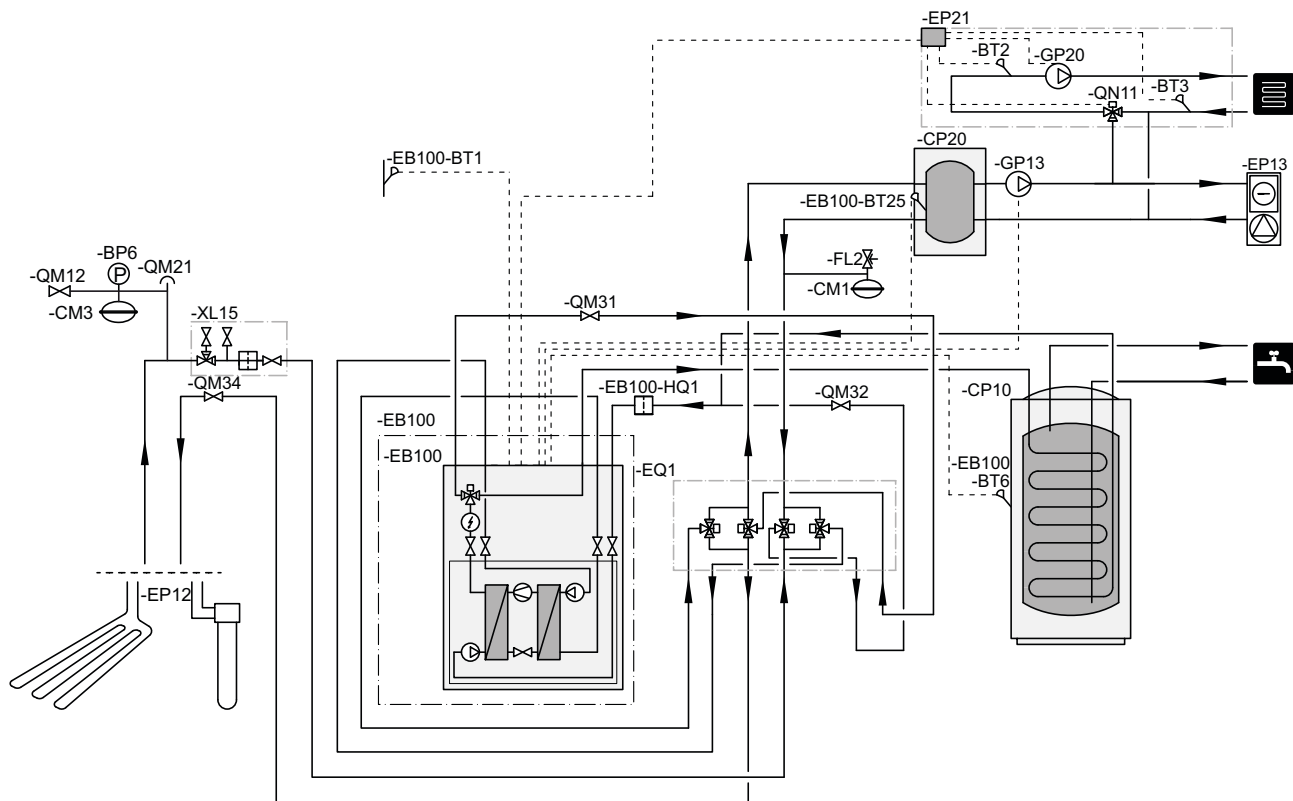 -EP21
-BT2
-GP20
-BT3
-QN11
-CP20
-GP13
-EB100-BT1
-EP13
-EB100-BT25
-BP6
P
-QM21
-QM12
-FL2
-CM1
-CM3
-XL15
-QM31
-QM34
-EB100-HQ1
-QM32
-CP10
-EB100
-EB100
-EQ1
-EB100
-BT6
-EP12